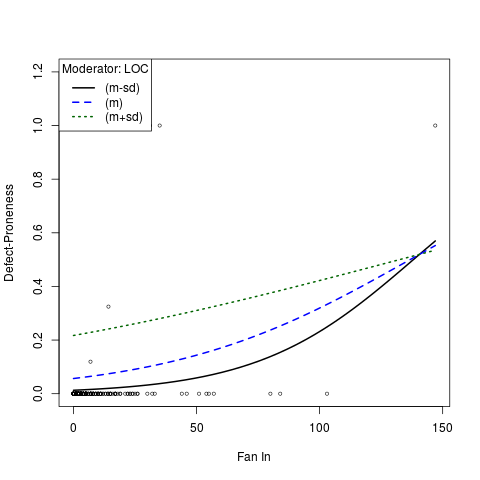 Moderator: LOC
(m-sd)
(m)
(m+sd)
1.2
1.0
0.8
0.6
0.4
0.2
0.0
Defect-Proneness
0 50 100 150
Fan In